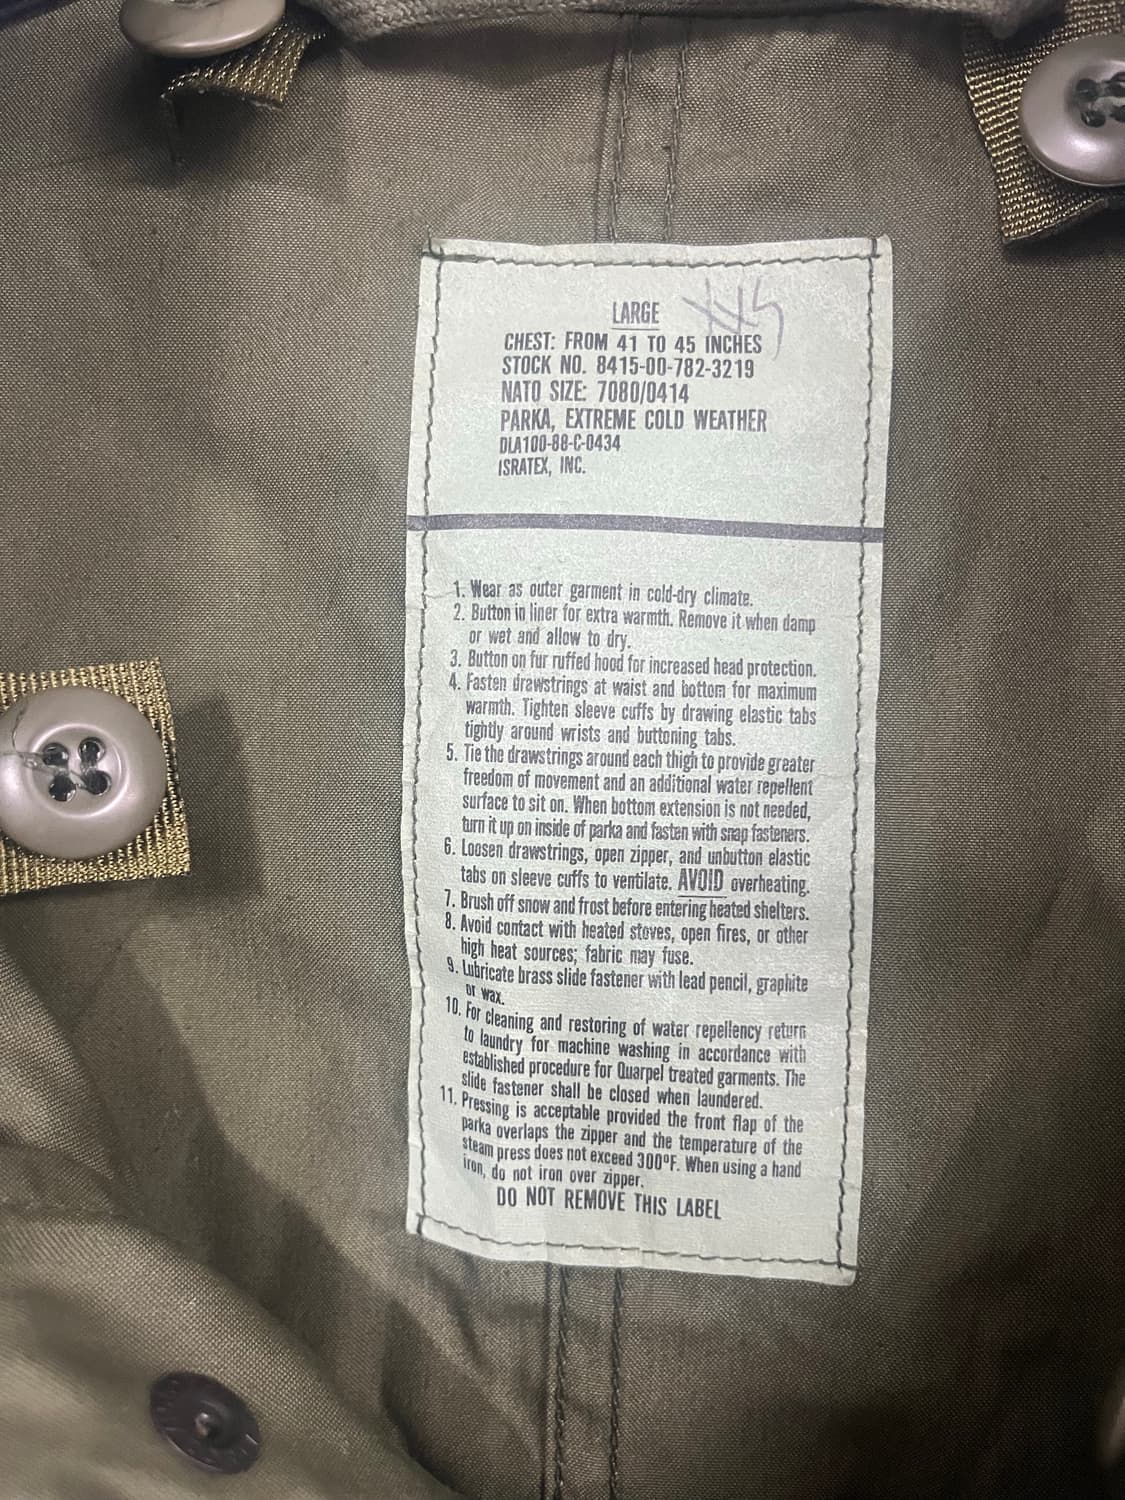 LARGE
CHEST: FROM 41 TO 45 INCHES
STOCK NO. 8415-00-782-3219
NATO SIZE: 7080/0414
PARKA, EXTREME COLD WEATHER
DLA100-88-C-0434
ISRATEX, INC.
1. Wear as outer garment in cold-dry climate.
2. Button in liner for extra warmth. Remove it when damp
or wet and allow to dry.
3. Button on fur ruffed hood for increased head protection.
4. Fasten drawstrings at waist and bottom for maximum
warmth. Tighten sleeve cuffs by drawing elastic tabs
tightly around wrists and buttoning tabs.
5. Tie the drawstrings around each thigh to provide greater
freedom of movement and an additional water repellent
surface to sit on. When bottom extension is not needed,
turn it up on inside of parka and fasten with snap fasteners.
6. Loosen drawstrings, open zipper, and unbutton elastic
tabs on sleeve cuffs to ventilate. AVOID overheating.
7. Brush off snow and frost before entering heated shelters.
8. Avoid contact with heated stoves, open fires, or other
high heat sources; fabric may fuse.
9. Lubricate brass slide fastener with lead pencil, graphite
or wax.
10. For cleaning and restoring of water repellency return
to laundry for machine washing in accordance with
established procedure for Quarpel treated garments. The
slide fastener shall be closed when laundered.
11. Pressing is acceptable provided the front flap of the
parka overlaps the zipper and the temperature of the
steam press does not exceed 300ºF. When using a hand
iron, do not iron over zipper.
DO NOT REMOVE THIS LABEL